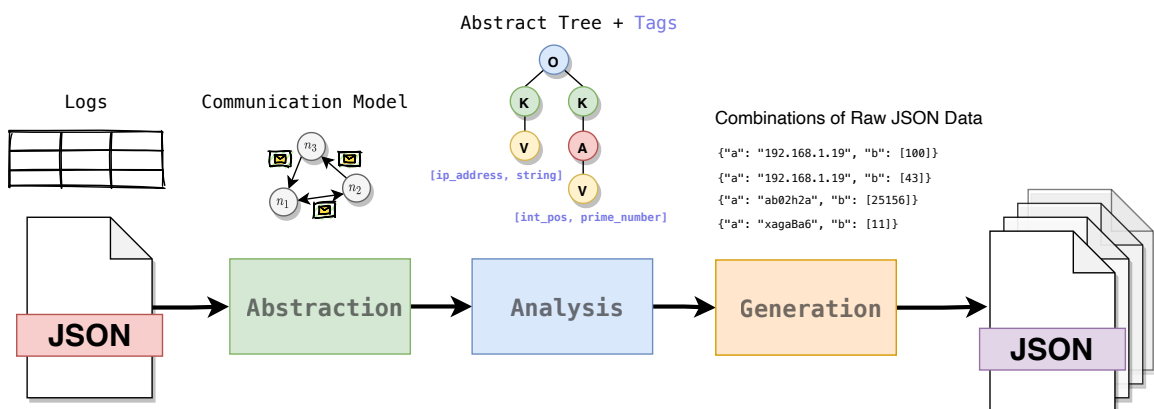 Abstract Tree + Tags
O
K K
V A
[ip_address, string]
V
[int_pos, prime_number]
Logs
Communication Model
n3
n2
n1
Combinations of Raw JSON Data
{"a": "192.168.1.19", "b": [100]}
{"a": "192.168.1.19", "b": [43]}
{"a": "ab02h2a", "b": [25156]}
{"a": "xagaBa6", "b": [11]}
JSON
Abstraction
Analysis
Generation
JSON